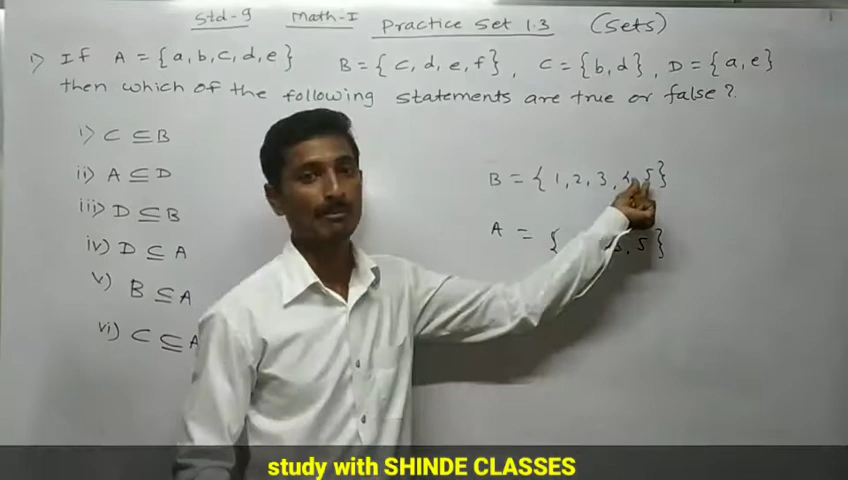 Std-9 Math-I Practice Set 1.3 (Sets)
1) If A = {a, b, c, d, e} B = {c, d, e, f}, C = {b, d}, D = {a, e}
then which of the following statements are true or false?
i) C ⊆ B
ii) A ⊆ D
iii) D ⊆ B
iv) D ⊆ A
v) B ⊆ A
vi) C ⊆ A
B = { 1, 2, 3, 4, 5}
A = { , 5}
study with SHINDE CLASSES